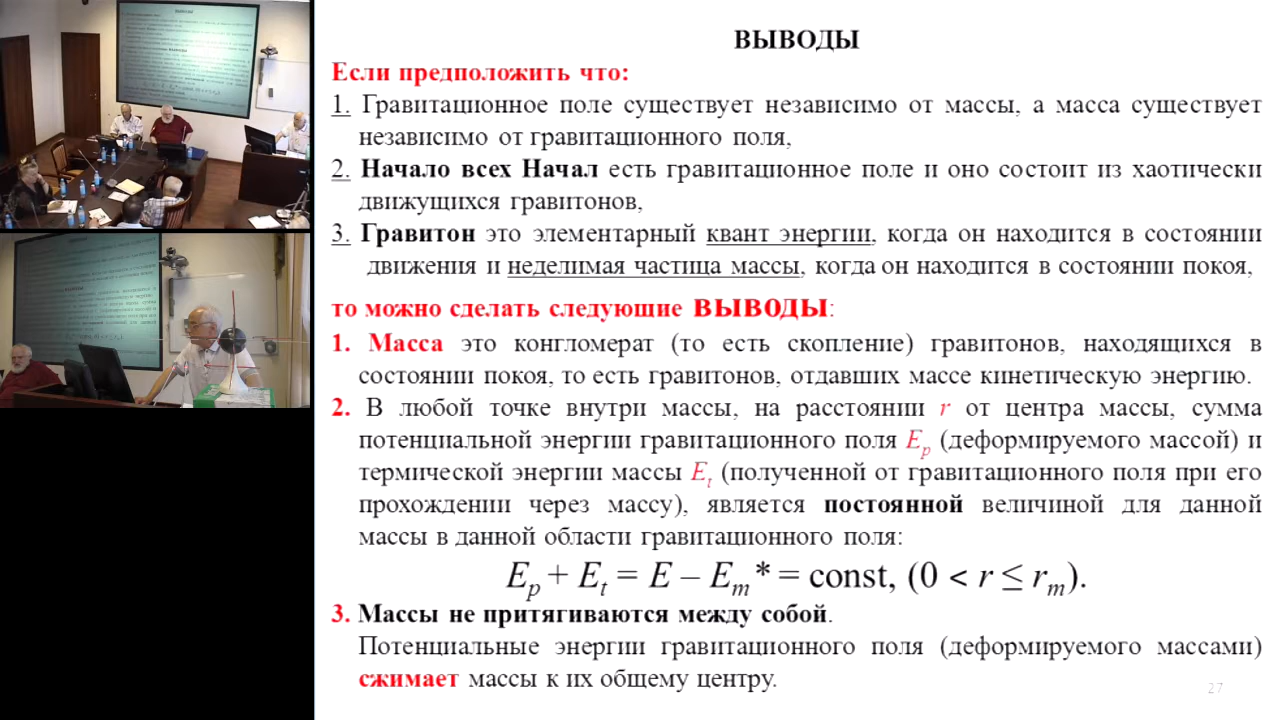 ВЫВОДЫ
Если предположить что:
1. Гравитационное поле существует независимо от массы, а масса существует
независимо от гравитационного поля,
2. Начало всех Начал есть гравитационное поле и оно состоит из хаотически
движущихся гравитонов,
3. Гравитон это элементарный квант энергии, когда он находится в состоянии
движения и неделимая частица массы, когда он находится в состоянии покоя,
то можно сделать следующие ВЫВОДЫ:
1. Масса это конгломерат (то есть скопление) гравитонов, находящихся в
состоянии покоя, то есть гравитонов, отдавших массе кинетическую энергию.
2. В любой точке внутри массы, на расстоянии r от центра массы, сумма
потенциальной энергии гравитационного поля Ep (деформируемого массой) и
термической энергии массы Et (полученной от гравитационного поля при его
прохождении через массу), является постоянной величиной для данной
массы в данной области гравитационного поля:
Ep + Et = E – Em* = const, (0 < r ≤ rm).
3. Массы не притягиваются между собой.
Потенциальные энергии гравитационного поля (деформируемого массами)
сжимает массы к их общему центру.
27